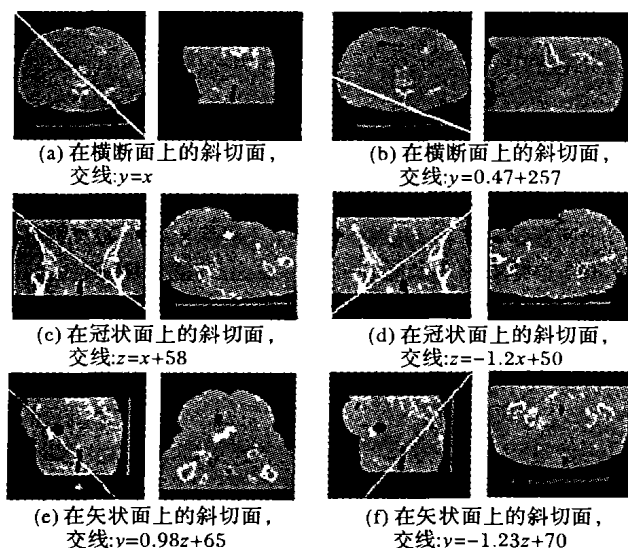 (a) 在横断面上的斜切面，
交线:y=x
(b) 在横断面上的斜切面，
交线:y=0.47+257
(c) 在冠状面上的斜切面，
交线:z=x+58
(d) 在冠状面上的斜切面，
交线:z=-1.2x+50
(e) 在矢状面上的斜切面，
交线:y=0.98z+65
(f) 在矢状面上的斜切面，
交线:y=-1.23z+70